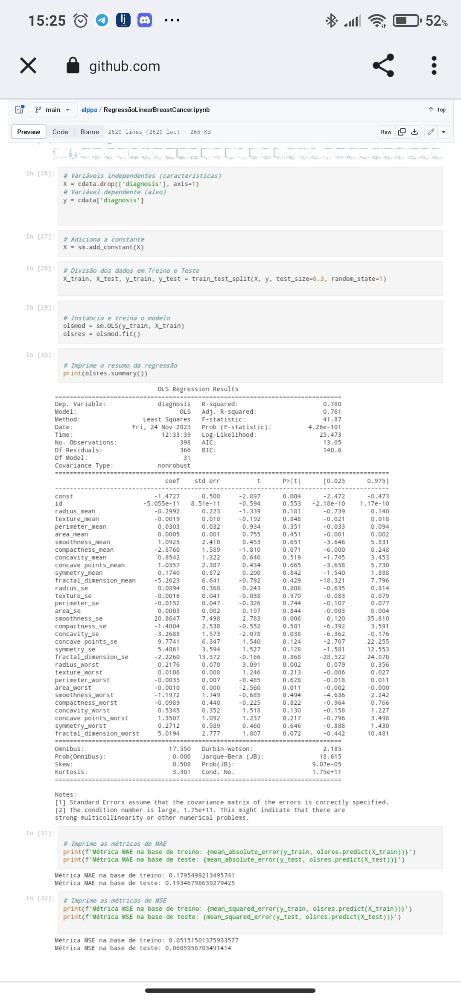 15:25
52%
github.com
main
elppa / RegressãoLinearBreastCancer.ipynb
Top
Preview Code Blame 2620 lines (2620 loc) · 266 KB Raw
In [26]:
# Variáveis independentes (características)
X = cdata.drop(['diagnosis'], axis=1)
# Variável dependente (alvo)
y = cdata['diagnosis']
In [27]:
# Adiciona a constante
X = sm.add_constant(X)
In [28]:
# Divisão dos dados em Treino e Teste
X_train, X_test, y_train, y_test = train_test_split(X, y, test_size=0.3, random_state=1)
In [29]:
# Instancia e treina o modelo
olsmod = sm.OLS(y_train, X_train)
olsres = olsmod.fit()
In [30]:
# Imprime o resumo da regressão
print(olsres.summary())
OLS Regression Results
==============================================================================
Dep. Variable: diagnosis R-squared: 0.780
Model: OLS Adj. R-squared: 0.761
Method: Least Squares F-statistic: 41.87
Date: Fri, 24 Nov 2023 Prob (F-statistic): 4.26e-101
Time: 12:33:39 Log-Likelihood: 25.473
No. Observations: 398 AIC: 13.05
Df Residuals: 366 BIC: 140.6
Df Model: 31
Covariance Type: nonrobust
===========================================================================================
coef std err t P>|t| [0.025 0.975]
-------------------------------------------------------------------------------------------
const -1.4727 0.508 -2.897 0.004 -2.472 -0.473
id -5.055e-11 8.51e-11 -0.594 0.553 -2.18e-10 1.17e-10
radius_mean -0.2992 0.223 -1.339 0.181 -0.739 0.140
texture_mean -0.0019 0.010 -0.192 0.848 -0.021 0.018
perimeter_mean 0.0303 0.032 0.934 0.351 -0.033 0.094
area_mean 0.0005 0.001 0.755 0.451 -0.001 0.002
smoothness_mean 1.0925 2.410 0.453 0.651 -3.646 5.831
compactness_mean -2.8760 1.589 -1.810 0.071 -6.000 0.248
concavity_mean 0.8542 1.322 0.646 0.519 -1.745 3.453
concave points_mean 1.0357 2.387 0.434 0.665 -3.658 5.730
symmetry_mean 0.1740 0.872 0.200 0.842 -1.540 1.888
fractal_dimension_mean -5.2623 6.641 -0.792 0.429 -18.321 7.796
radius_se 0.0894 0.368 0.243 0.808 -0.635 0.814
texture_se -0.0016 0.041 -0.038 0.970 -0.083 0.079
perimeter_se -0.0152 0.047 -0.326 0.744 -0.107 0.077
area_se 0.0003 0.002 0.197 0.844 -0.003 0.004
smoothness_se 20.8647 7.498 2.783 0.006 6.120 35.610
compactness_se -1.4004 2.538 -0.552 0.581 -6.392 3.591
concavity_se -3.2688 1.573 -2.078 0.038 -6.362 -0.176
concave points_se 9.7741 6.347 1.540 0.124 -2.707 22.255
symmetry_se 5.4861 3.594 1.527 0.128 -1.581 12.553
fractal_dimension_se -2.2260 13.372 -0.166 0.868 -28.522 24.070
radius_worst 0.2176 0.070 3.091 0.002 0.079 0.356
texture_worst 0.0106 0.008 1.246 0.213 -0.006 0.027
perimeter_worst -0.0035 0.007 -0.485 0.628 -0.018 0.011
area_worst -0.0010 0.000 -2.560 0.011 -0.002 -0.000
smoothness_worst -1.1972 1.749 -0.685 0.494 -4.636 2.242
compactness_worst -0.0989 0.440 -0.225 0.822 -0.964 0.766
concavity_worst 0.5345 0.352 1.518 0.130 -0.158 1.227
concave points_worst 1.3507 1.092 1.237 0.217 -0.796 3.498
symmetry_worst 0.2712 0.589 0.460 0.646 -0.888 1.430
fractal_dimension_worst 5.0194 2.777 1.807 0.072 -0.442 10.481
==============================================================================
Omnibus: 17.550 Durbin-Watson: 2.185
Prob(Omnibus): 0.000 Jarque-Bera (JB): 18.615
Skew: 0.508 Prob(JB): 9.07e-05
Kurtosis: 3.301 Cond. No. 1.75e+11
==============================================================================
Notes:
[1] Standard Errors assume that the covariance matrix of the errors is correctly specified.
[2] The condition number is large, 1.75e+11. This might indicate that there are
strong multicollinearity or other numerical problems.
In [31]:
# Imprime as métricas de MAE
print(f'Métrica MAE na base de treino: {mean_absolute_error(y_train, olsres.predict(X_train))}')
print(f'Métrica MAE na base de teste: {mean_absolute_error(y_test, olsres.predict(X_test))}')
Métrica MAE na base de treino: 0.1795499213495741
Métrica MAE na base de teste: 0.19346798639279425
In [32]:
# Imprime as métricas de MSE
print(f'Métrica MSE na base de treino: {mean_squared_error(y_train, olsres.predict(X_train))}')
print(f'Métrica MSE na base de teste: {mean_squared_error(y_test, olsres.predict(X_test))}')
Métrica MSE na base de treino: 0.05151501375933577
Métrica MSE na base de teste: 0.0605956703491414